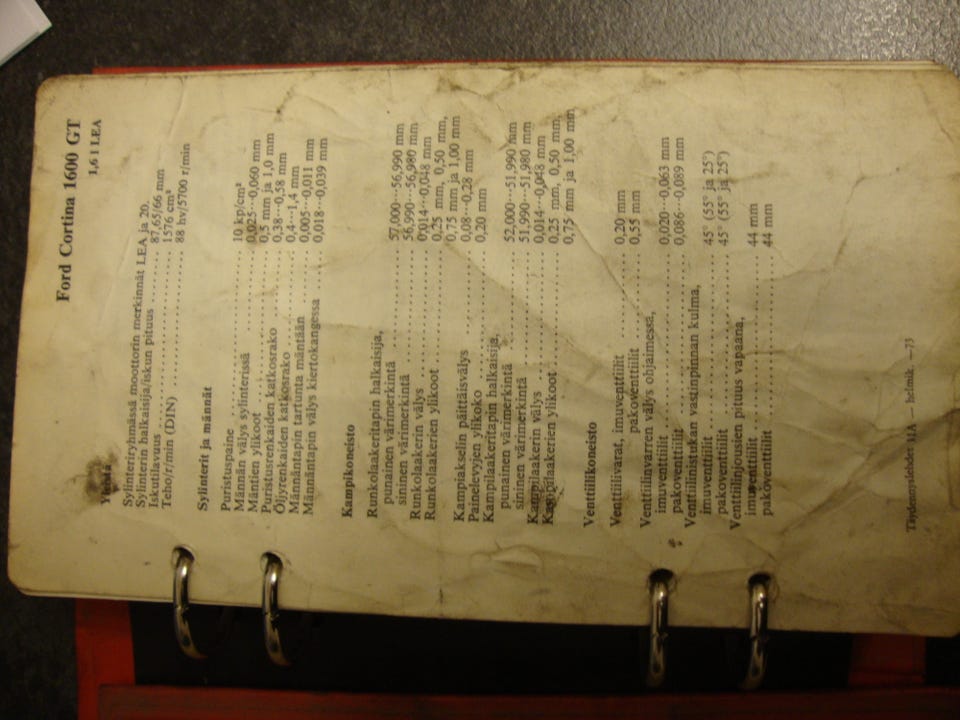 Ford Cortina 1600 GT
1,6 l LEA
Yleistä
Sylinteriryhmässä moottorin merkinnät LEA ja 20.
Sylinterin halkaisija/iskun pituus ...... 87,65/66 mm
Iskutilavuus ...... 1576 cm³
Teho/r/min (DIN) ...... 88 hv/5700 r/min
Sylinterit ja männät
Puristuspaine ...... 10 kp/cm²
Männän välys sylinterissä ...... 0,025···0,060 mm
Mäntien ylikoot ...... 0,5 mm ja 1,0 mm
Puristusrenkaiden katkosrako ...... 0,38···0,58 mm
Öljyrenkaiden katkosrako ...... 0,4···1,4 mm
Männäntapin tartunta mäntään ...... 0,005···0,011 mm
Männäntapin välys kiertokangessa ...... 0,018···0,039 mm
Kampikoneisto
Runkolaakeritapin halkaisija,
punainen värimerkintä ...... 57,000···56,990 mm
sininen värimerkintä ...... 56,990···56,980 mm
Runkolaakerin välys ...... 0,014···0,048 mm
Runkolaakerien ylikoot ...... 0,25 mm, 0,50 mm,
0,75 mm ja 1,00 mm
Kampiakselin päittäisvälys ...... 0,08···0,28 mm
Painelevyjen ylikoko ...... 0,20 mm
Kampilaakeritapin halkaisija,
punainen värimerkintä ...... 52,000···51,990 mm
sininen värimerkintä ...... 51,990···51,980 mm
Kampilaakerin välys ...... 0,014···0,048 mm
Kampilaakerien ylikoot ...... 0,25 mm, 0,50 mm,
0,75 mm ja 1,00 mm
Venttiilikoneisto
Venttiilivarat, imuventtiilit ...... 0,20 mm
pakoventtiilit ...... 0,55 mm
Venttiilinvarren välys ohjaimessa,
imuventtiilit ...... 0,020···0,063 mm
pakoventtiilit ...... 0,086···0,089 mm
Venttiilinistukan vastinpinnan kulma,
imuventtiilit ...... 45° (55° ja 25°)
pakoventtiilit ...... 45° (55° ja 25°)
Venttiilinjousien pituus vapaana,
imuventtiilit ...... 44 mm
pakoventtiilit ...... 44 mm
Täydennyslehdet 11A — helmik. —73